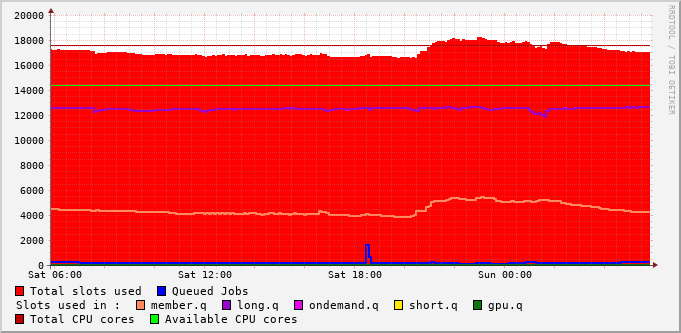 20000
18000
16000
14000
12000
10000
8000
6000
4000
2000
0
Sat 06:00 Sat 12:00 Sat 18:00 Sun 00:00
Total slots used Queued Jobs
Slots used in : member.q long.q ondemand.q short.q gpu.q
Total CPU cores Available CPU cores
RRDTOOL / TOBI OETIKER